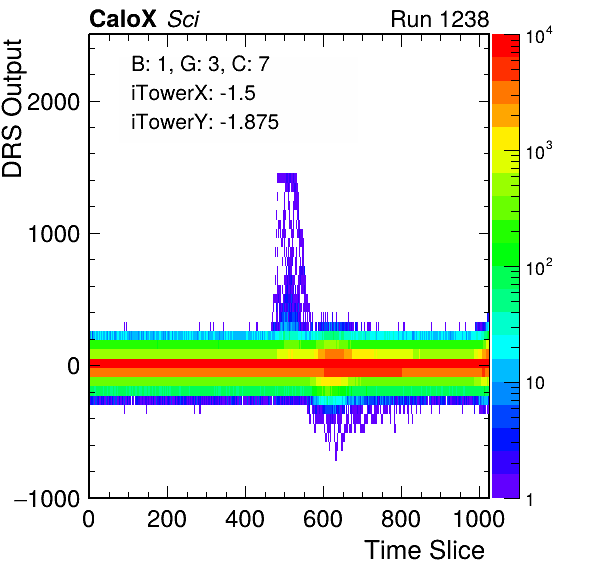 CaloX Sci Run 1238
B: 1, G: 3, C: 7
iTowerX: -1.5
iTowerY: -1.875
DRS Output
2000
1000
0
−1000
0 200 400 600 800 1000
Time Slice
10^4
10^3
10^2
10
1